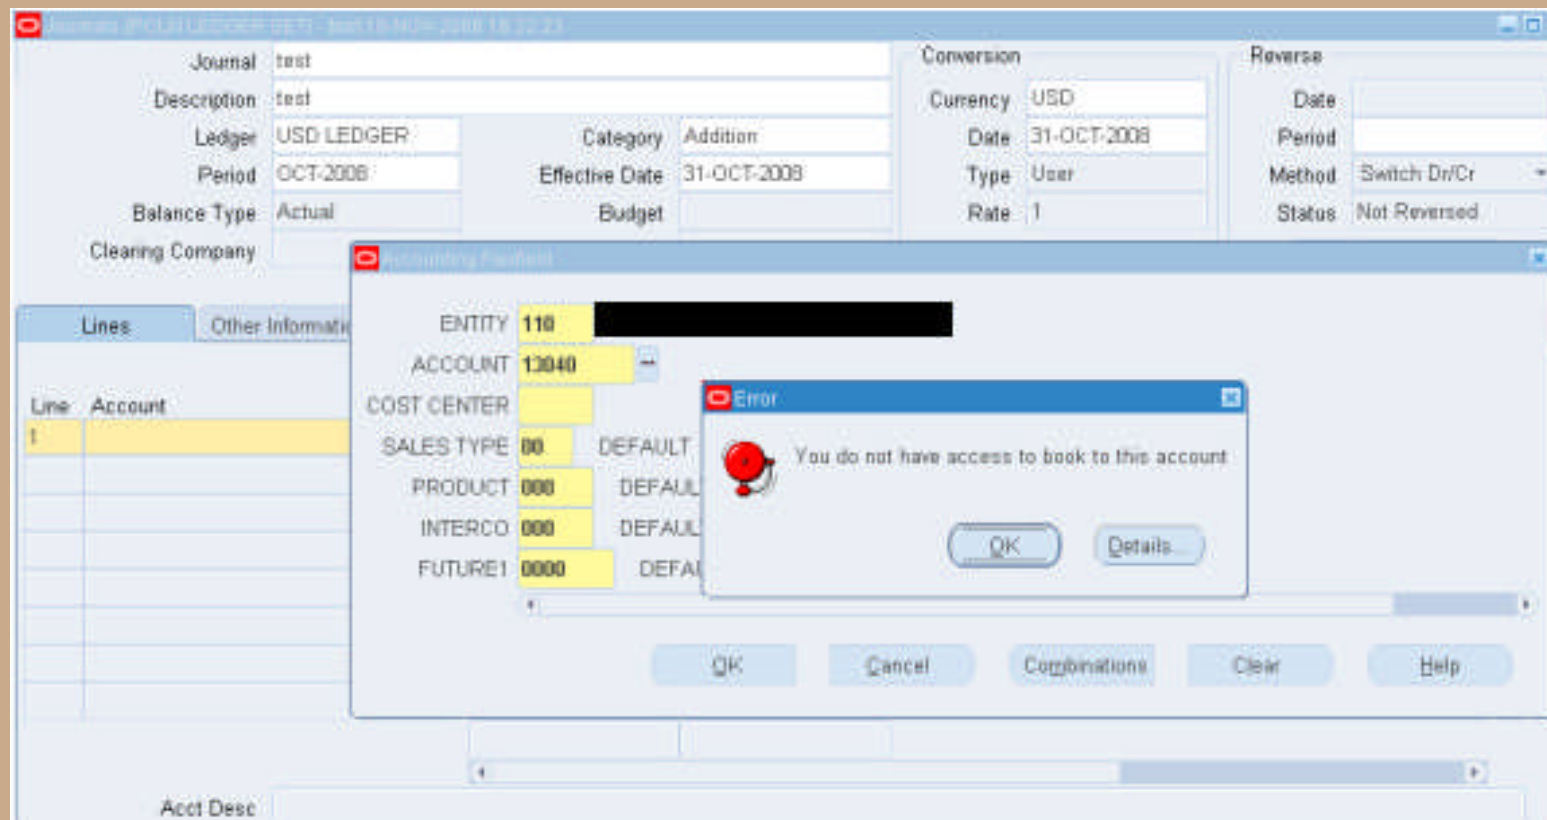 Journal test
Description test
Ledger USD LEDGER Category Addition
Period OCT-2008 Effective Date 31-OCT-2008
Balance Type Actual Budget
Clearing Company
Conversion
Currency USD
Date 31-OCT-2008
Type User
Rate 1
Reverse
Date
Period
Method Switch Dr/Cr
Status Not Reversed
Lines Other Informatic
Line Account
1
ENTITY 110
ACCOUNT 13040
COST CENTER
SALES TYPE 00 DEFAULT
PRODUCT 000 DEFAUL
INTERCO 000 DEFAUL
FUTURE1 0000 DEFAU
Error
You do not have access to book to this account
OK Details...
OK Cancel Combinations Clear Help
Acct Desc